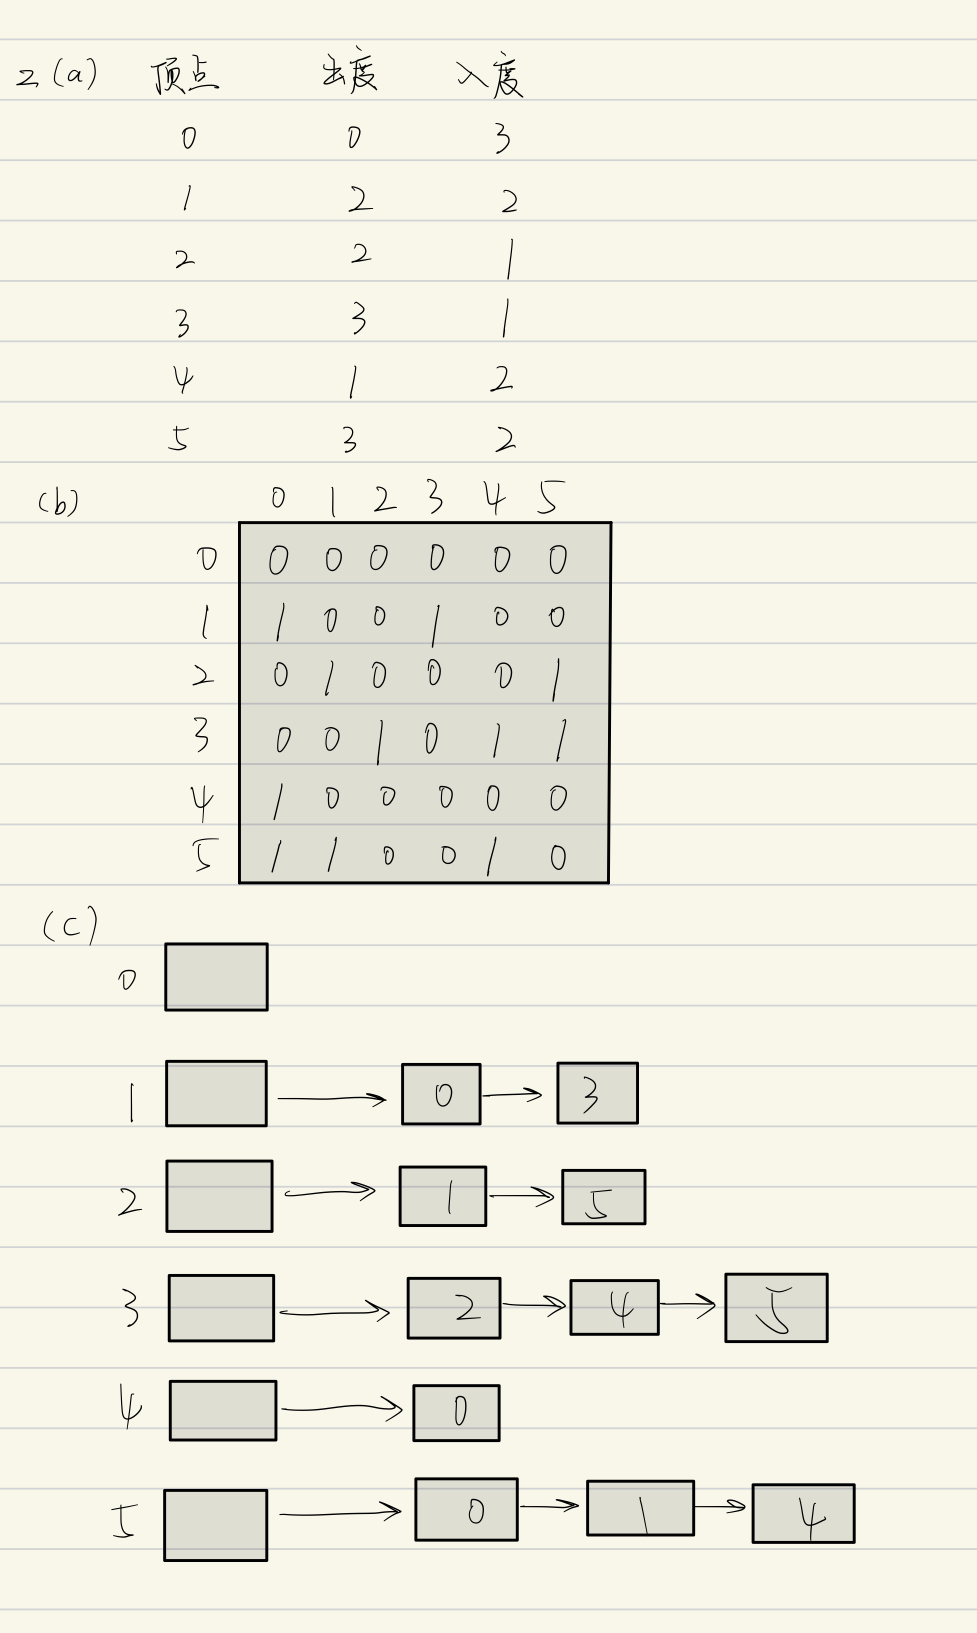 2(a) 顶点 出度 入度
0 0 3
1 2 2
2 2 1
3 3 1
4 1 2
5 3 2
(b) 0 1 2 3 4 5
0 0 0 0 0 0 0
1 1 0 0 1 0 0
2 0 1 0 0 0 1
3 0 0 1 0 1 1
4 1 0 0 0 0 0
5 1 1 0 0 1 0
(c)
0
1 0 3
2 1 5
3 2 4 5
4 0
5 0 1 4